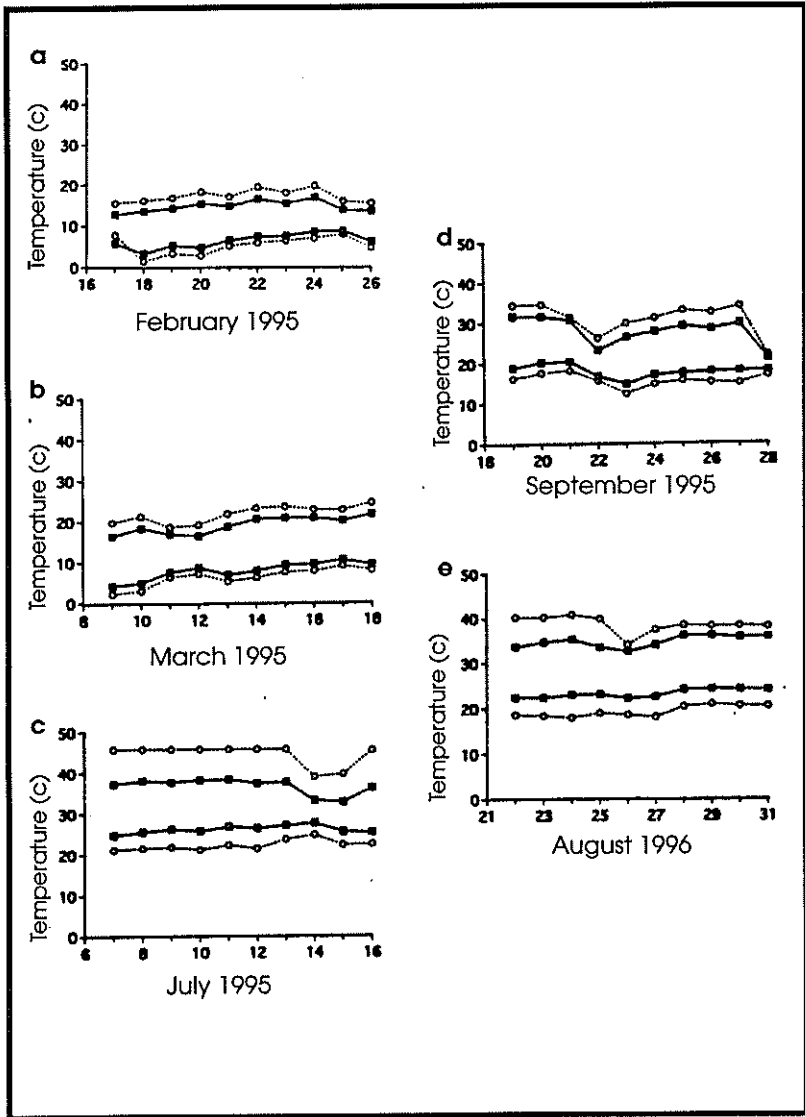 a
Temperature (c)
50
40
30
20
10
0
16 18 20 22 24 26
February 1995
b
Temperature (c)
50
40
30
20
10
0
8 10 12 14 16 18
March 1995
c
Temperature (c)
50
40
30
20
10
0
6 8 10 12 14 16
July 1995
d
Temperature (c)
50
40
30
20
10
0
18 20 22 24 26 28
September 1995
e
Temperature (c)
50
40
30
20
10
0
21 23 25 27 29 31
August 1996